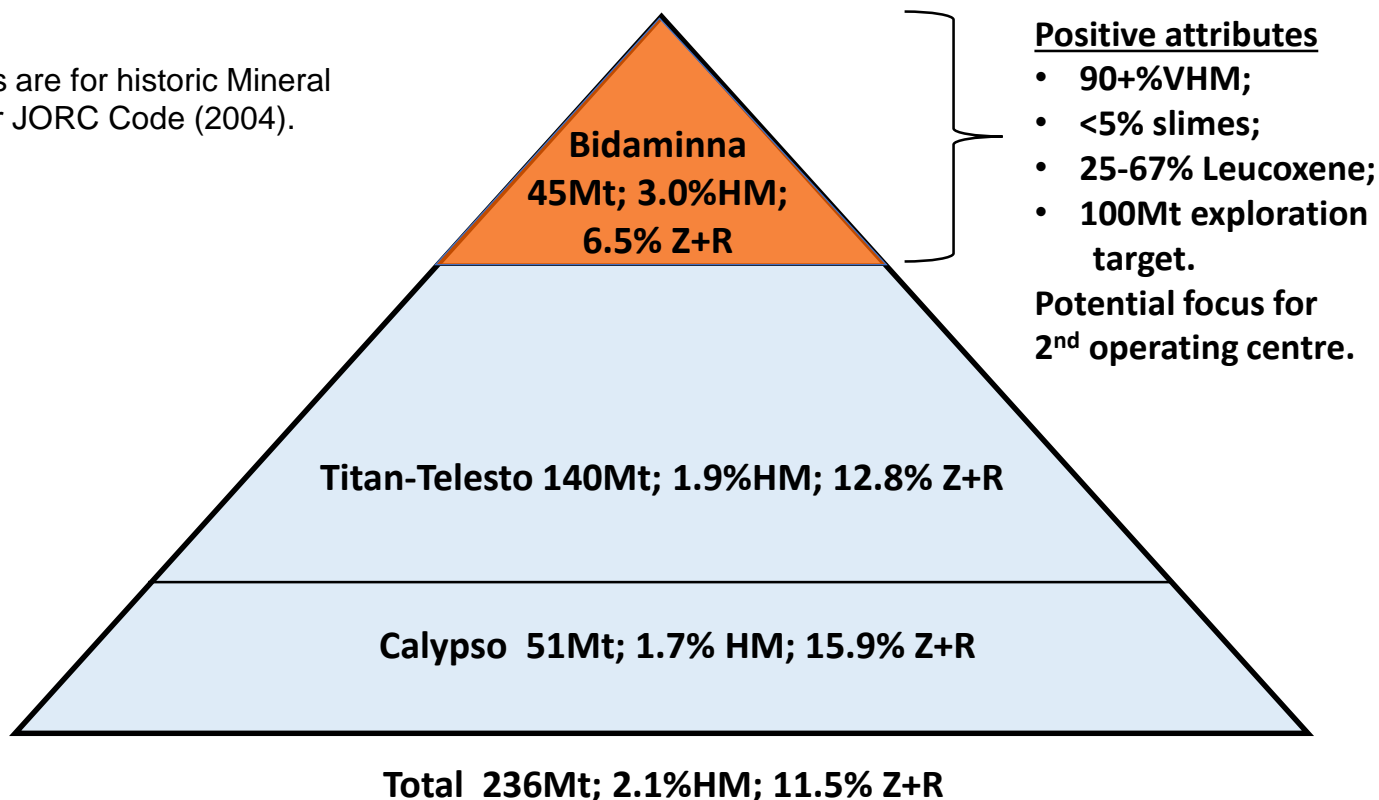 s are for historic Mineral
r JORC Code (2004).
Bidaminna
45Mt; 3.0%HM;
6.5% Z+R
Positive attributes
• 90+%VHM;
• <5% slimes;
• 25-67% Leucoxene;
• 100Mt exploration
target.
Potential focus for
2nd operating centre.
Titan-Telesto 140Mt; 1.9%HM; 12.8% Z+R
Calypso 51Mt; 1.7% HM; 15.9% Z+R
Total 236Mt; 2.1%HM; 11.5% Z+R